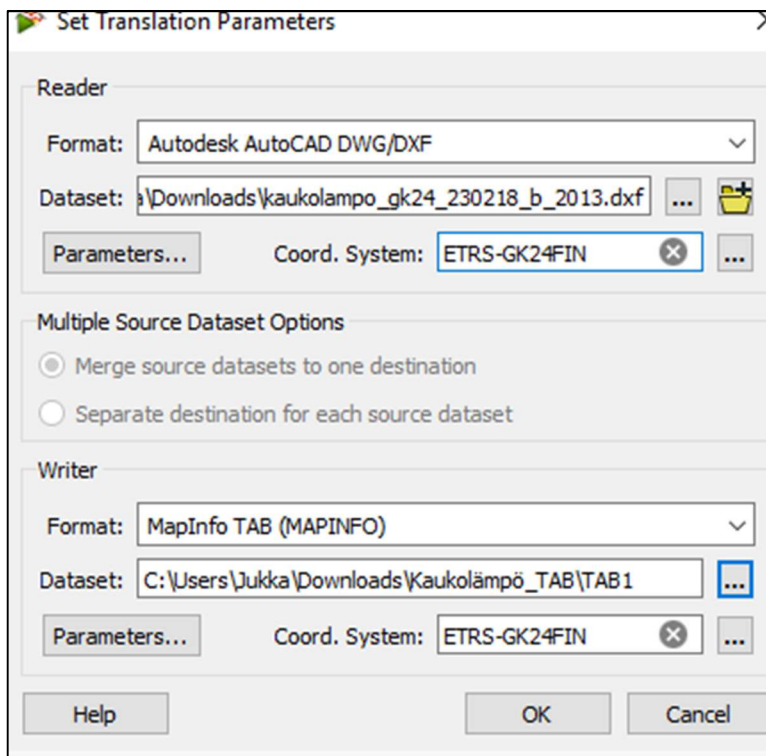 Set Translation Parameters
Reader
Format: Autodesk AutoCAD DWG/DXF
Dataset: \Downloads\kaukolampo_gk24_230218_b_2013.dxf ...
Parameters... Coord. System: ETRS-GK24FIN ...
Multiple Source Dataset Options
Merge source datasets to one destination
Separate destination for each source dataset
Writer
Format: MapInfo TAB (MAPINFO)
Dataset: C:\Users\Jukka\Downloads\Kaukolämpö_TAB\TAB1 ...
Parameters... Coord. System: ETRS-GK24FIN ...
Help OK Cancel